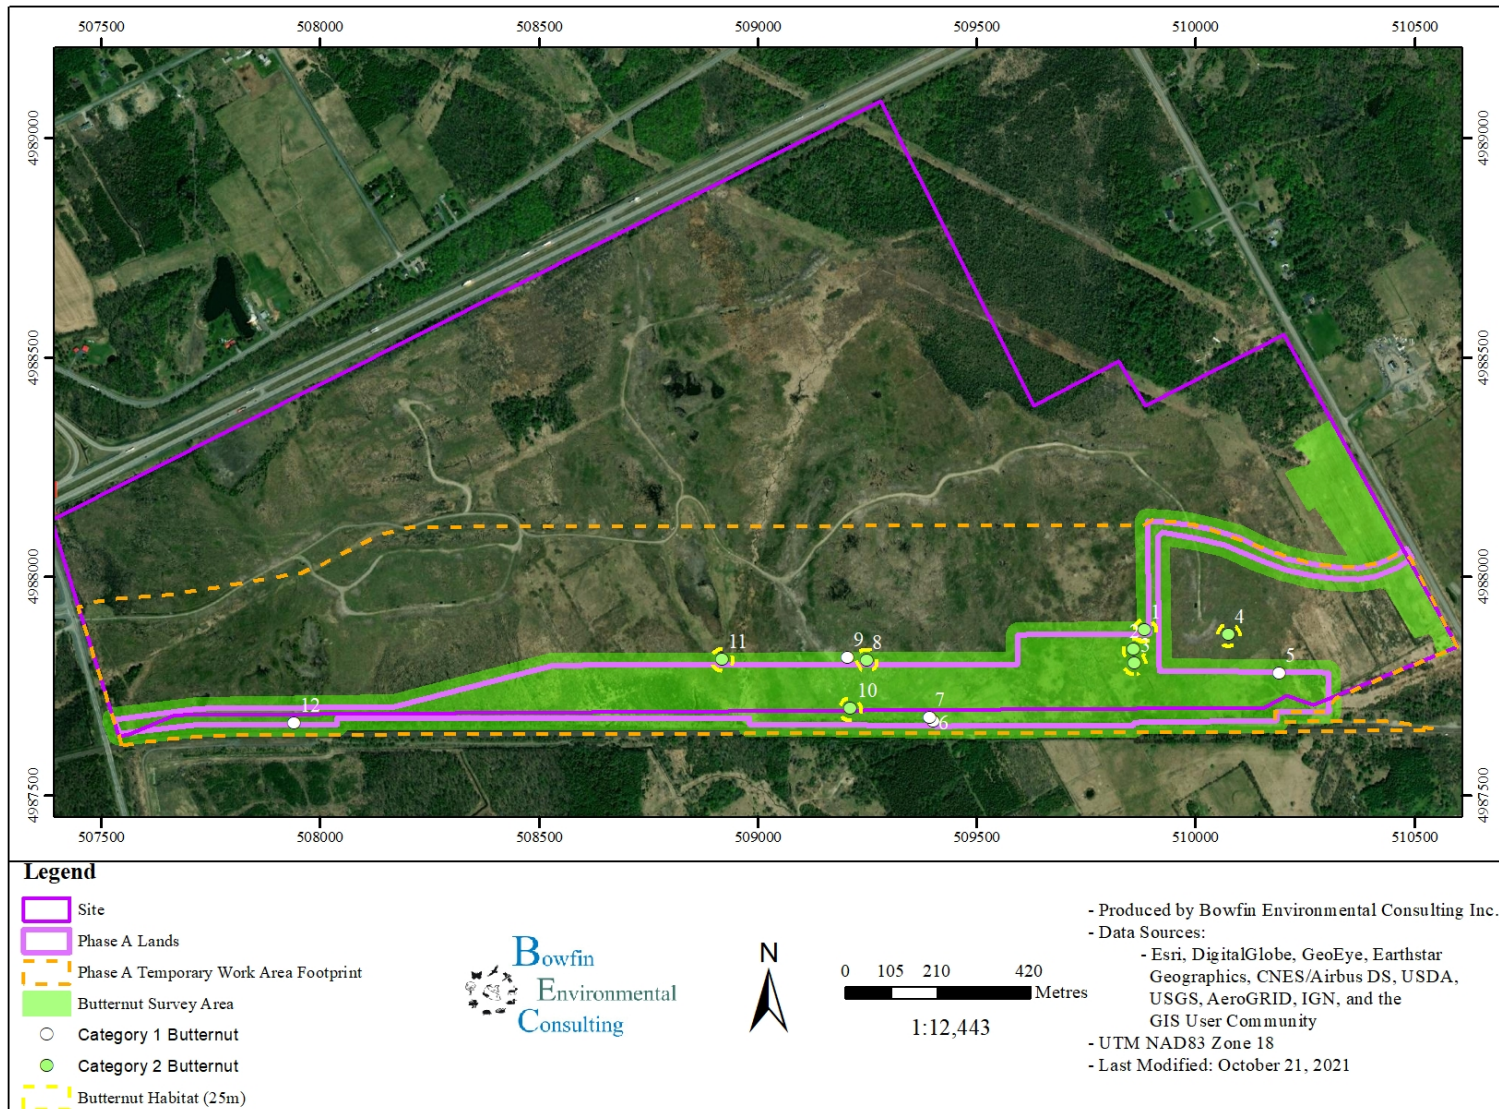 507500 508000 508500 509000 509500 510000 510500
4989000 4989000
4988500 4988500
4988000 4988000
4987500 4987500
1
2
3
4
5
6
7
8
9
10
11
12
507500 508000 508500 509000 509500 510000 510500
Legend
Site
Phase A Lands
Phase A Temporary Work Area Footprint
Butternut Survey Area
Category 1 Butternut
Category 2 Butternut
Butternut Habitat (25m)
Bowfin
Environmental
Consulting
N
0 105 210 420
Metres
1:12,443
- Produced by Bowfin Environmental Consulting Inc.
- Data Sources:
- Esri, DigitalGlobe, GeoEye, Earthstar
Geographics, CNES/Airbus DS, USDA,
USGS, AeroGRID, IGN, and the
GIS User Community
- UTM NAD83 Zone 18
- Last Modified: October 21, 2021